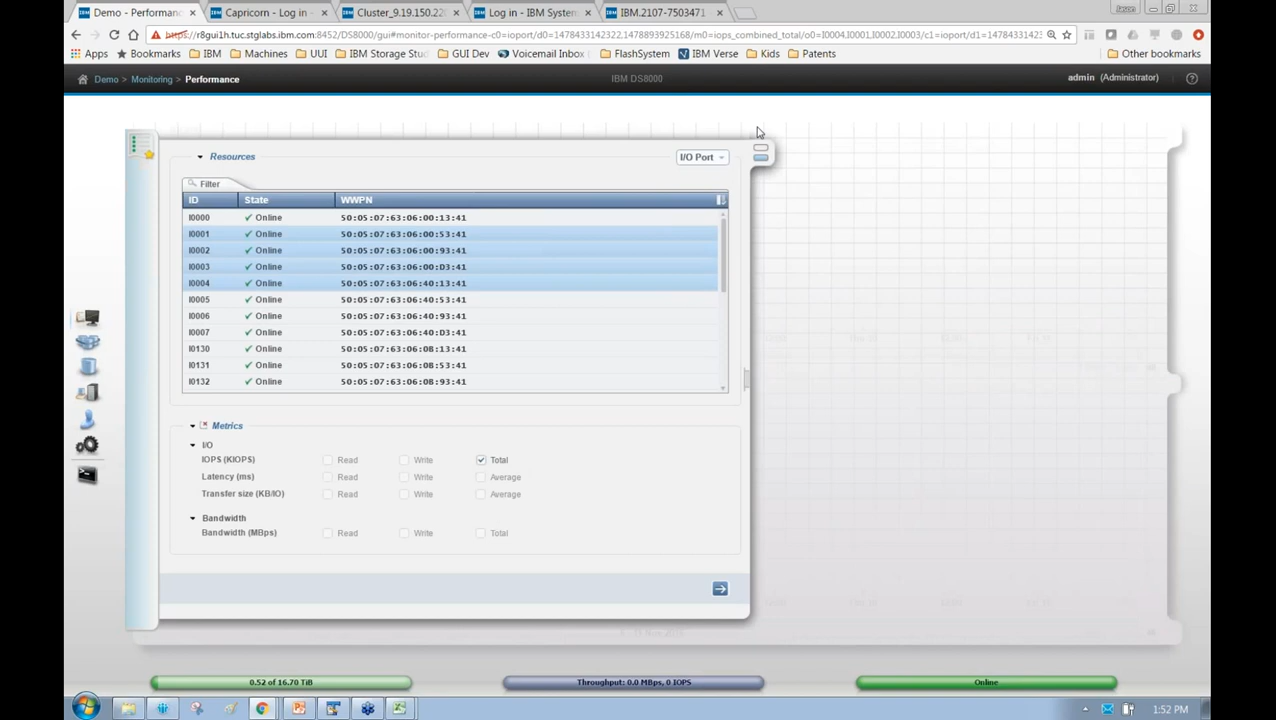 Demo - Performanc
Capricorn - Log in -
Cluster_9.19.150.22
Log in - IBM System
IBM.2107-7503471
Jason
https://r8gui1h.tuc.stglabs.ibm.com:8452/DS8000/gui#monitor-performance-c0=ioport/d1=1478433142322,1478893925168/m0=iops_combined_total/o0=I0004,I0001,I0002,I0003/c1=ioport/d1=14784331423
Apps
Bookmarks
IBM
Machines
UUI
IBM Storage Stud
GUI Dev
Voicemail Inbox
FlashSystem
IBM Verse
Kids
Patents
Other bookmarks
Demo > Monitoring > Performance
IBM DS8000
admin (Administrator)
Resources
I/O Port
Filter
ID State WWPN
I0000 Online 50:05:07:63:06:00:13:41
I0001 Online 50:05:07:63:06:00:53:41
I0002 Online 50:05:07:63:06:00:93:41
I0003 Online 50:05:07:63:06:00:D3:41
I0004 Online 50:05:07:63:06:40:13:41
I0005 Online 50:05:07:63:06:40:53:41
I0006 Online 50:05:07:63:06:40:93:41
I0007 Online 50:05:07:63:06:40:D3:41
I0130 Online 50:05:07:63:06:0B:13:41
I0131 Online 50:05:07:63:06:0B:53:41
I0132 Online 50:05:07:63:06:0B:93:41
Metrics
I/O
IOPS (KIOPS) Read Write Total
Latency (ms) Read Write Average
Transfer size (KB/IO) Read Write Average
Bandwidth
Bandwidth (MBps) Read Write Total
0.52 of 16.70 TiB
Throughput: 0.0 MBps, 0 IOPS
Online
1:52 PM